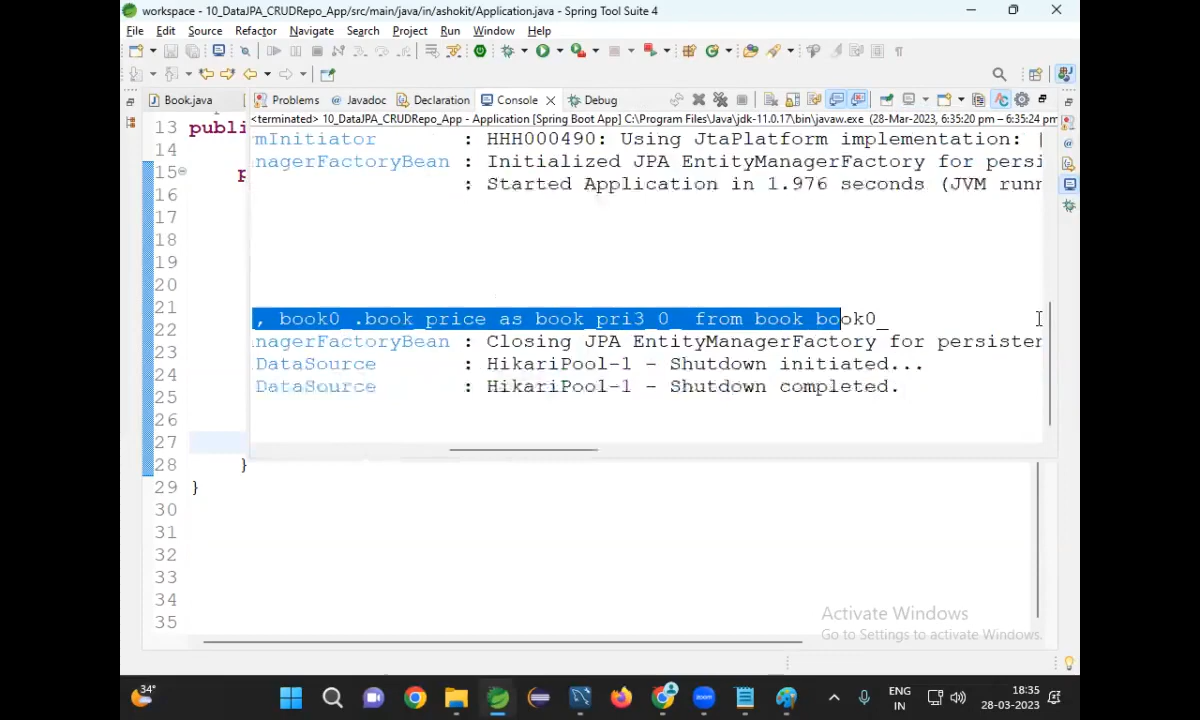 workspace - 10_DataJPA_CRUDRepo_App/src/main/java/in/ashokit/Application.java - Spring Tool Suite 4
File Edit Source Refactor Navigate Search Project Run Window Help
Book.java Problems @ Javadoc Declaration Console Debug
<terminated> 10_DataJPA_CRUDRepo_App - Application [Spring Boot App] C:\Program Files\Java\jdk-11.0.17\bin\javaw.exe (28-Mar-2023, 6:35:20 pm – 6:35:24 pm
13 publi
mInitiator : HHH000490: Using JtaPlatform implementation: [
14
nagerFactoryBean : Initialized JPA EntityManagerFactory for persi
15 p
: Started Application in 1.976 seconds (JVM runn
16
17
18
19
20
21
, book0_.book_price as book_pri3_0_ from book book0_
22
nagerFactoryBean : Closing JPA EntityManagerFactory for persister
23
DataSource : HikariPool-1 - Shutdown initiated...
24
DataSource : HikariPool-1 - Shutdown completed.
25
26
27
28 }
29 }
30
31
32
33
34
35
Activate Windows
Go to Settings to activate Windows.
34°
ENG
IN
18:35
28-03-2023
zoom